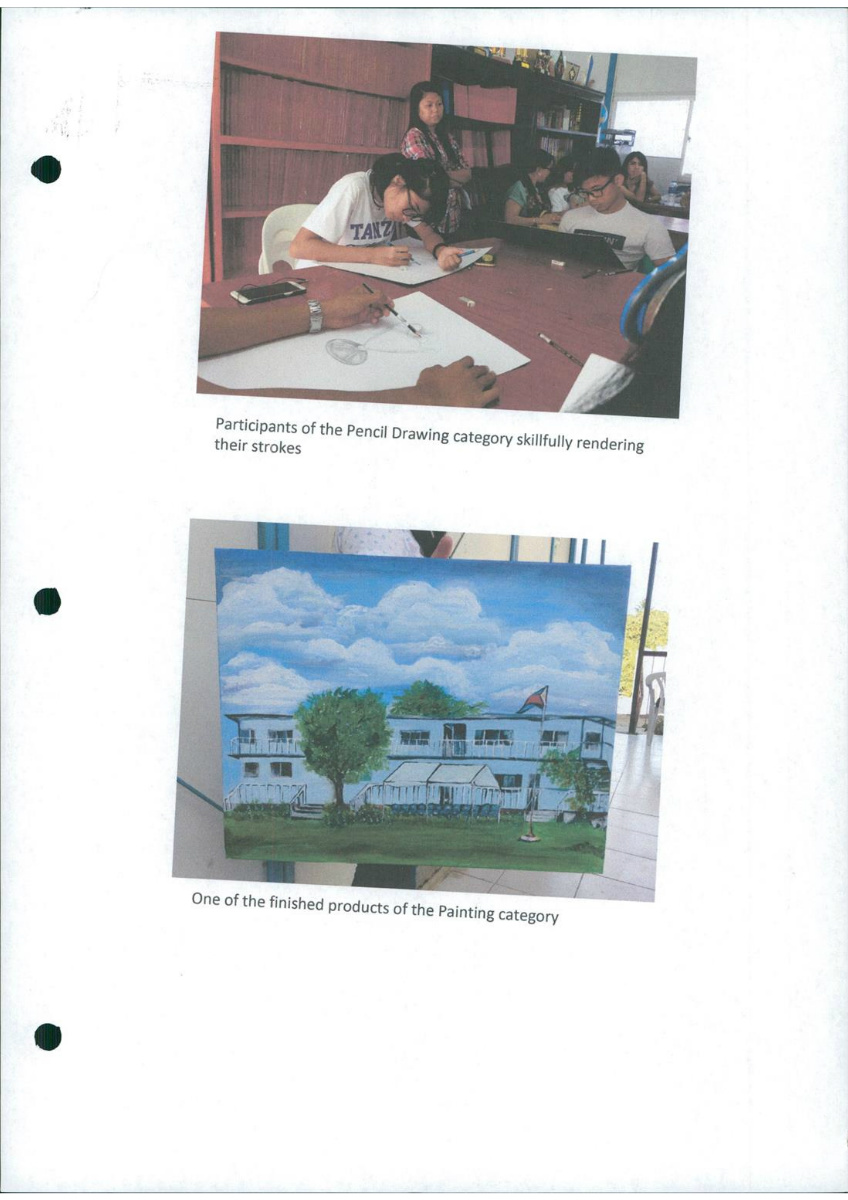 TANZ
Participants of the Pencil Drawing category skillfully rendering
their strokes
One of the finished products of the Painting category